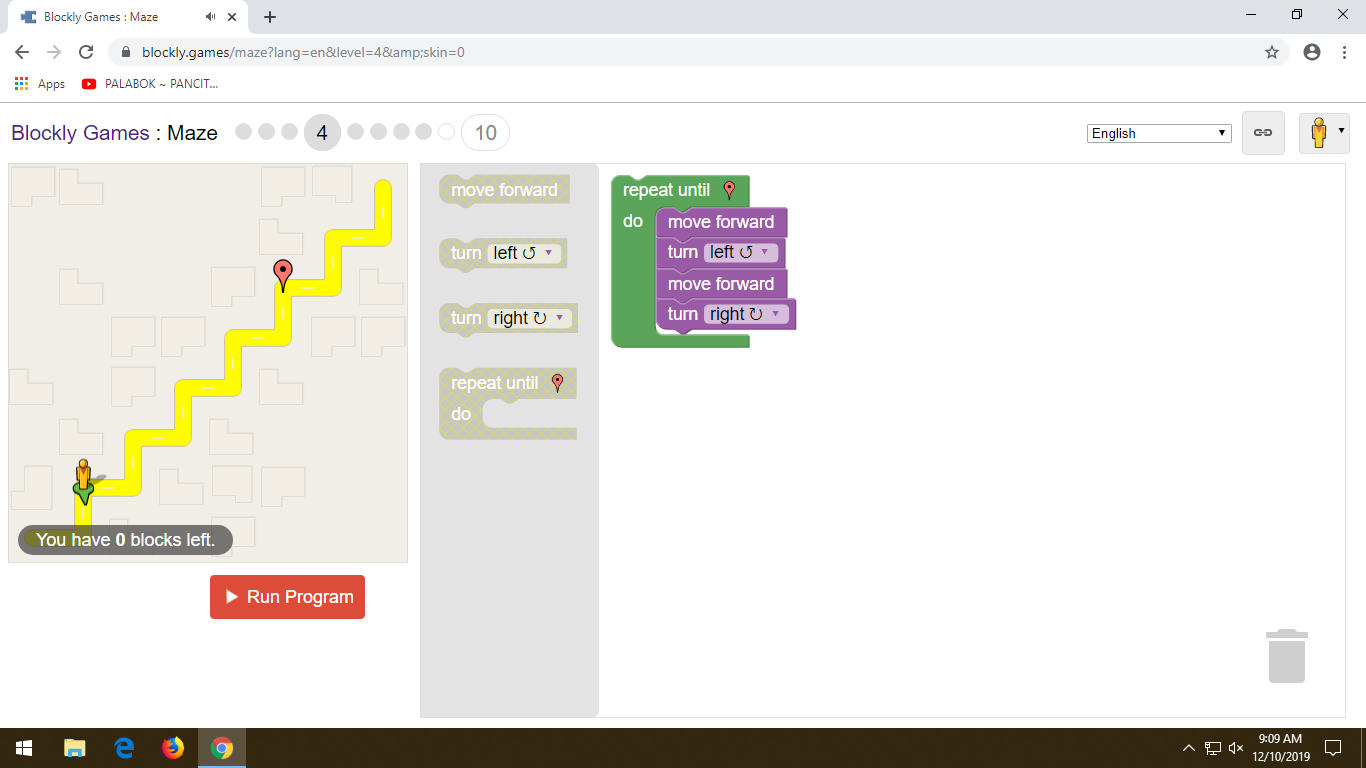 Blockly Games : Maze
blockly.games/maze?lang=en&level=4&amp;skin=0
Apps
PALABOK ~ PANCIT...
Blockly Games : Maze
4
10
English
move forward
turn left ↺
turn right ↻
repeat until
do
repeat until
do
move forward
turn left ↺
move forward
turn right ↻
You have 0 blocks left.
Run Program
9:09 AM
12/10/2019